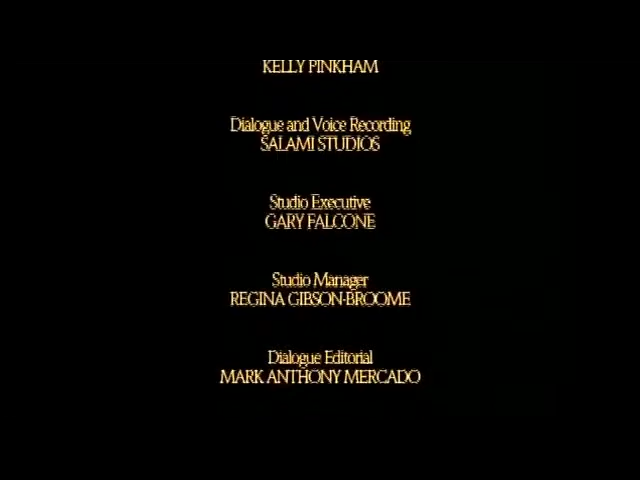 KELLY PINKHAM
Dialogue and Voice Recording
SALAMI STUDIOS
Studio Executive
GARY FALCONE
Studio Manager
REGINA GIBSON-BROOME
Dialogue Editorial
MARK ANTHONY MERCADO